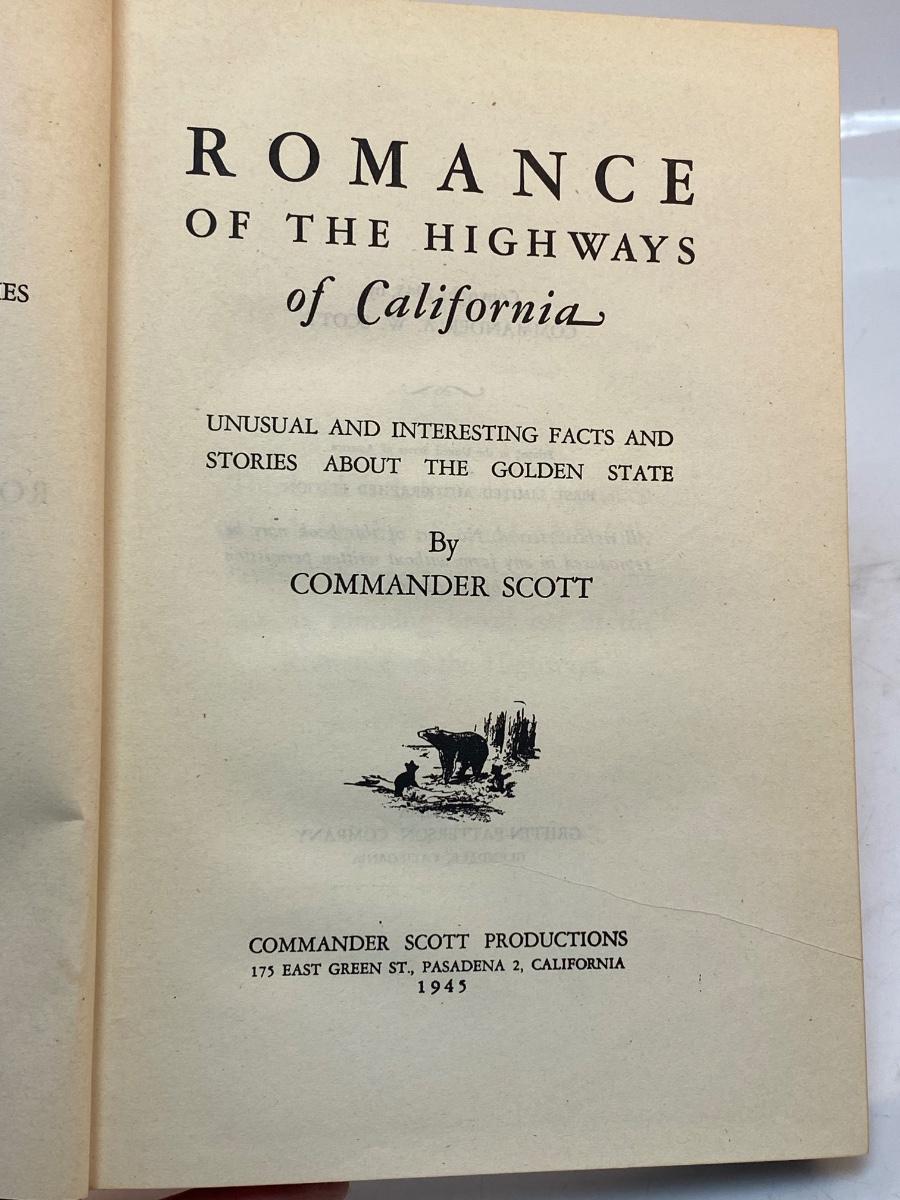 ROMANCE
OF THE HIGHWAYS
of California
UNUSUAL AND INTERESTING FACTS AND
STORIES ABOUT THE GOLDEN STATE
By
COMMANDER SCOTT
COMMANDER SCOTT PRODUCTIONS
175 EAST GREEN ST., PASADENA 2, CALIFORNIA
1945